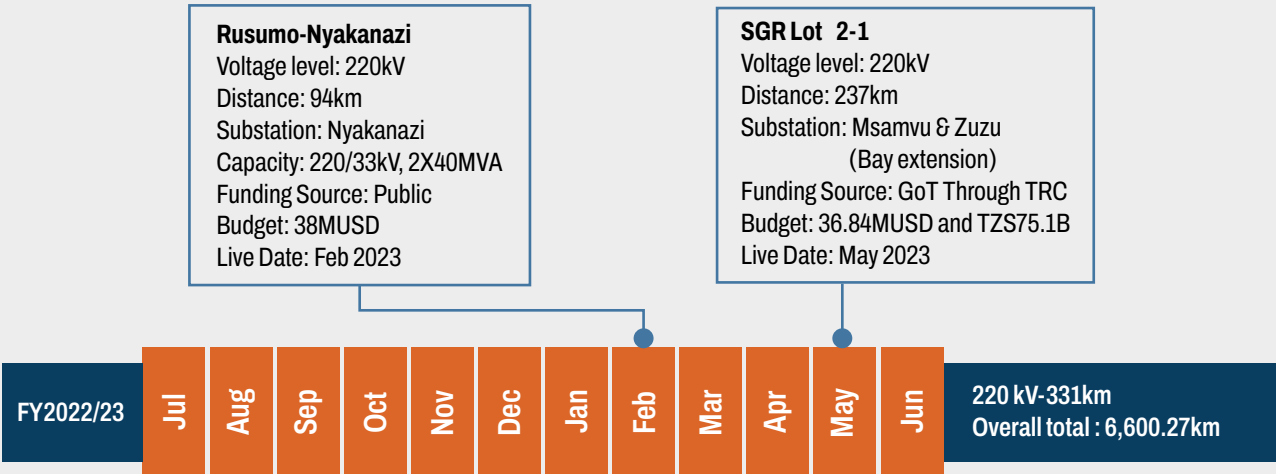 Rusumo-Nyakanazi
Voltage level: 220kV
Distance: 94km
Substation: Nyakanazi
Capacity: 220/33kV, 2X40MVA
Funding Source: Public
Budget: 38MUSD
Live Date: Feb 2023
SGR Lot 2-1
Voltage level: 220kV
Distance: 237km
Substation: Msamvu & Zuzu
(Bay extension)
Funding Source: GoT Through TRC
Budget: 36.84MUSD and TZS75.1B
Live Date: May 2023
FY2022/23
Jul
Aug
Sep
Oct
Nov
Dec
Jan
Feb
Mar
Apr
May
Jun
220 kV-331km
Overall total : 6,600.27km